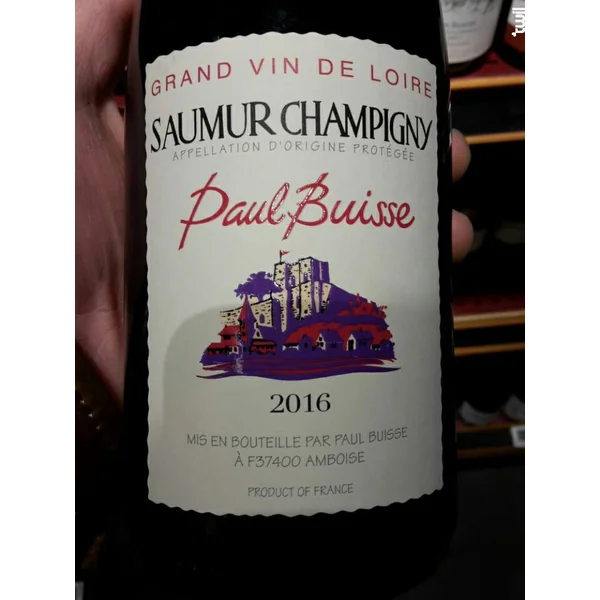 GRAND VIN DE LOIRE
SAUMUR CHAMPIGNY
APPELLATION D'ORIGINE PROTÉGÉE
Paul Buisse
2016
MIS EN BOUTEILLE PAR PAUL BUISSE
À F37400 AMBOISE
PRODUCT OF FRANCE
twil